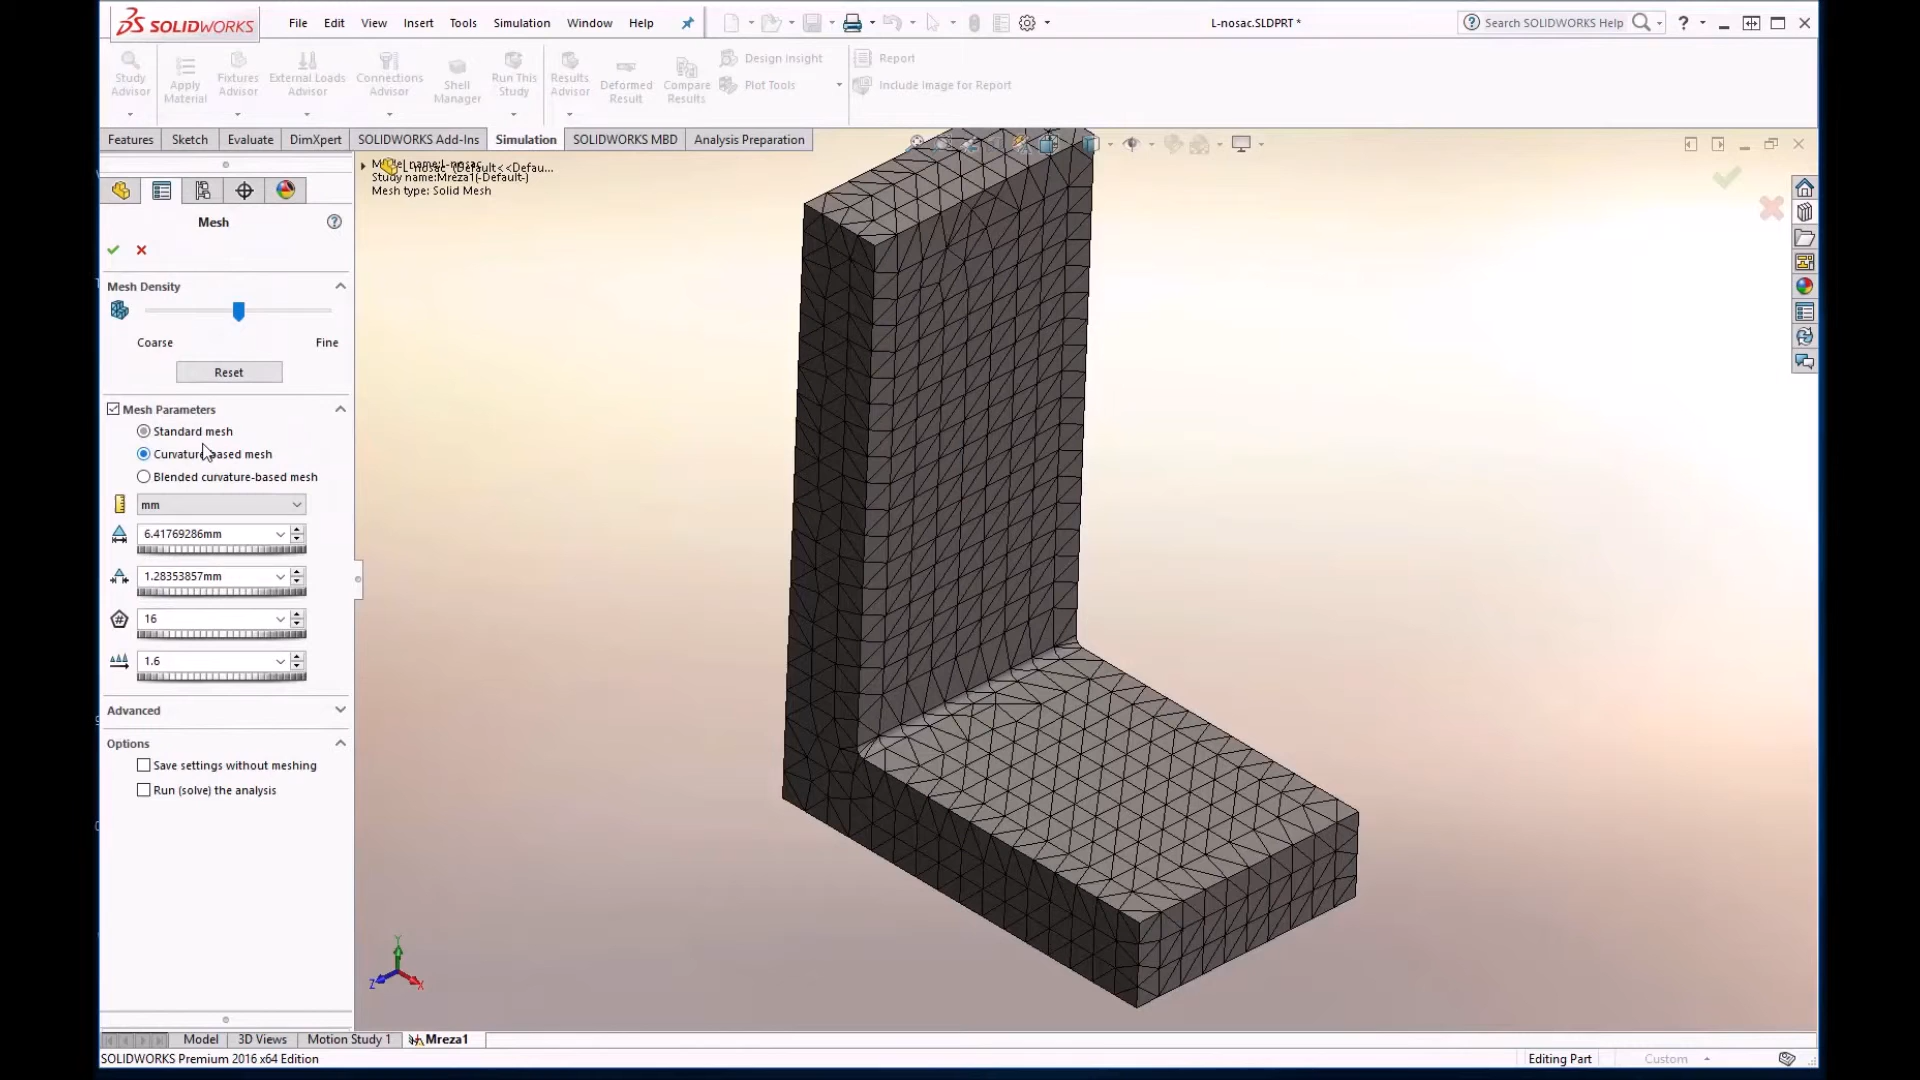 SOLIDWORKS File Edit View Insert Tools Simulation Window Help L-nosac.SLDPRT * Search SOLIDWORKS Help ?
Study Advisor
Apply Material
Fixtures Advisor
External Loads Advisor
Connections Advisor
Shell Manager
Run This Study
Results Advisor
Deformed Result
Compare Results
Design Insight
Plot Tools
Report
Include Image for Report
Features Sketch Evaluate DimXpert SOLIDWORKS Add-Ins Simulation SOLIDWORKS MBD Analysis Preparation
Model name:L-nosac
L-nosac (Default<<Defau...
Study name:Mreza1(-Default-)
Mesh type: Solid Mesh
Mesh ?
Mesh Density
Coarse Fine
Reset
Mesh Parameters
Standard mesh
Curvature-based mesh
Blended curvature-based mesh
mm
6.41769286mm
1.28353857mm
16
1.6
Advanced
Options
Save settings without meshing
Run (solve) the analysis
Y
Z X
Model 3D Views Motion Study 1 Mreza1
SOLIDWORKS Premium 2016 x64 Edition Editing Part Custom